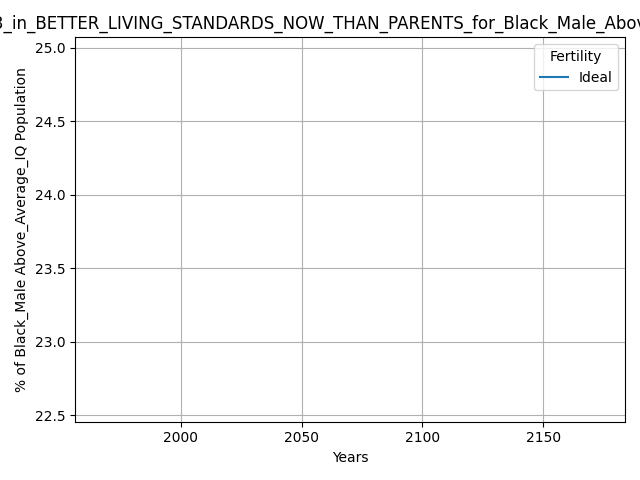 3_in_BETTER_LIVING_STANDARDS_NOW_THAN_PARENTS_for_Black_Male_Abov
25.0
Fertility
Ideal
24.5
24.0
23.5
23.0
22.5
% of Black_Male Above_Average_IQ Population
2000 2050 2100 2150
Years